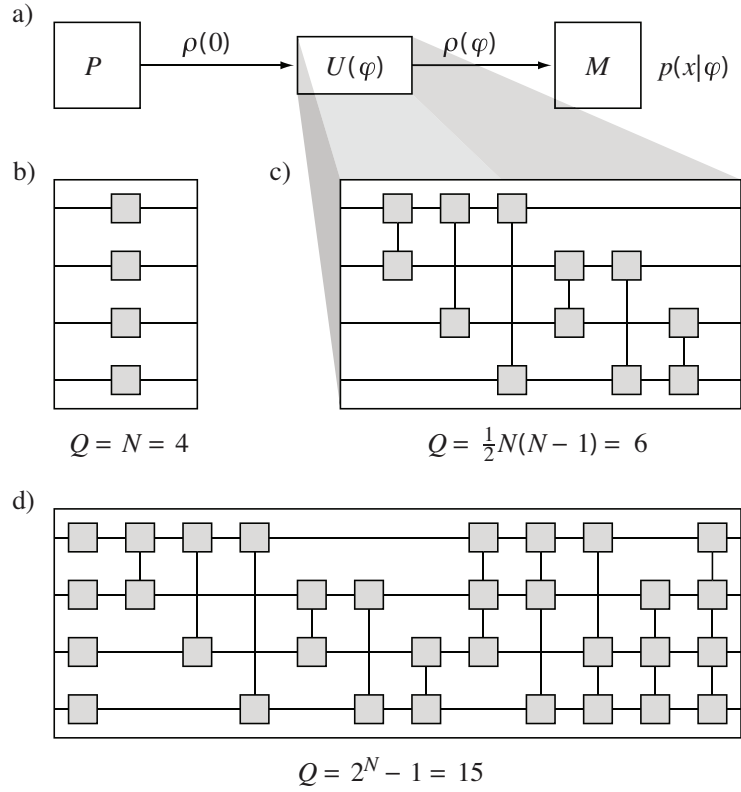 a)
P ρ(0) U(φ) ρ(φ) M p(x|φ)
b) c)
Q = N = 4 Q = ½N(N − 1) = 6
d)
Q = 2^N − 1 = 15